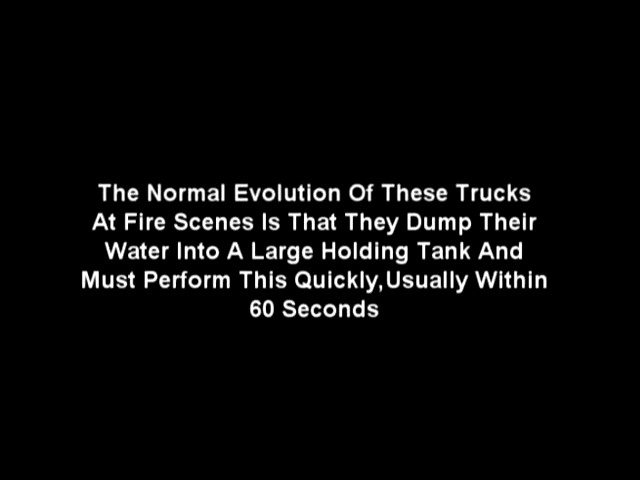 The Normal Evolution Of These Trucks
At Fire Scenes Is That They Dump Their
Water Into A Large Holding Tank And
Must Perform This Quickly,Usually Within
60 Seconds